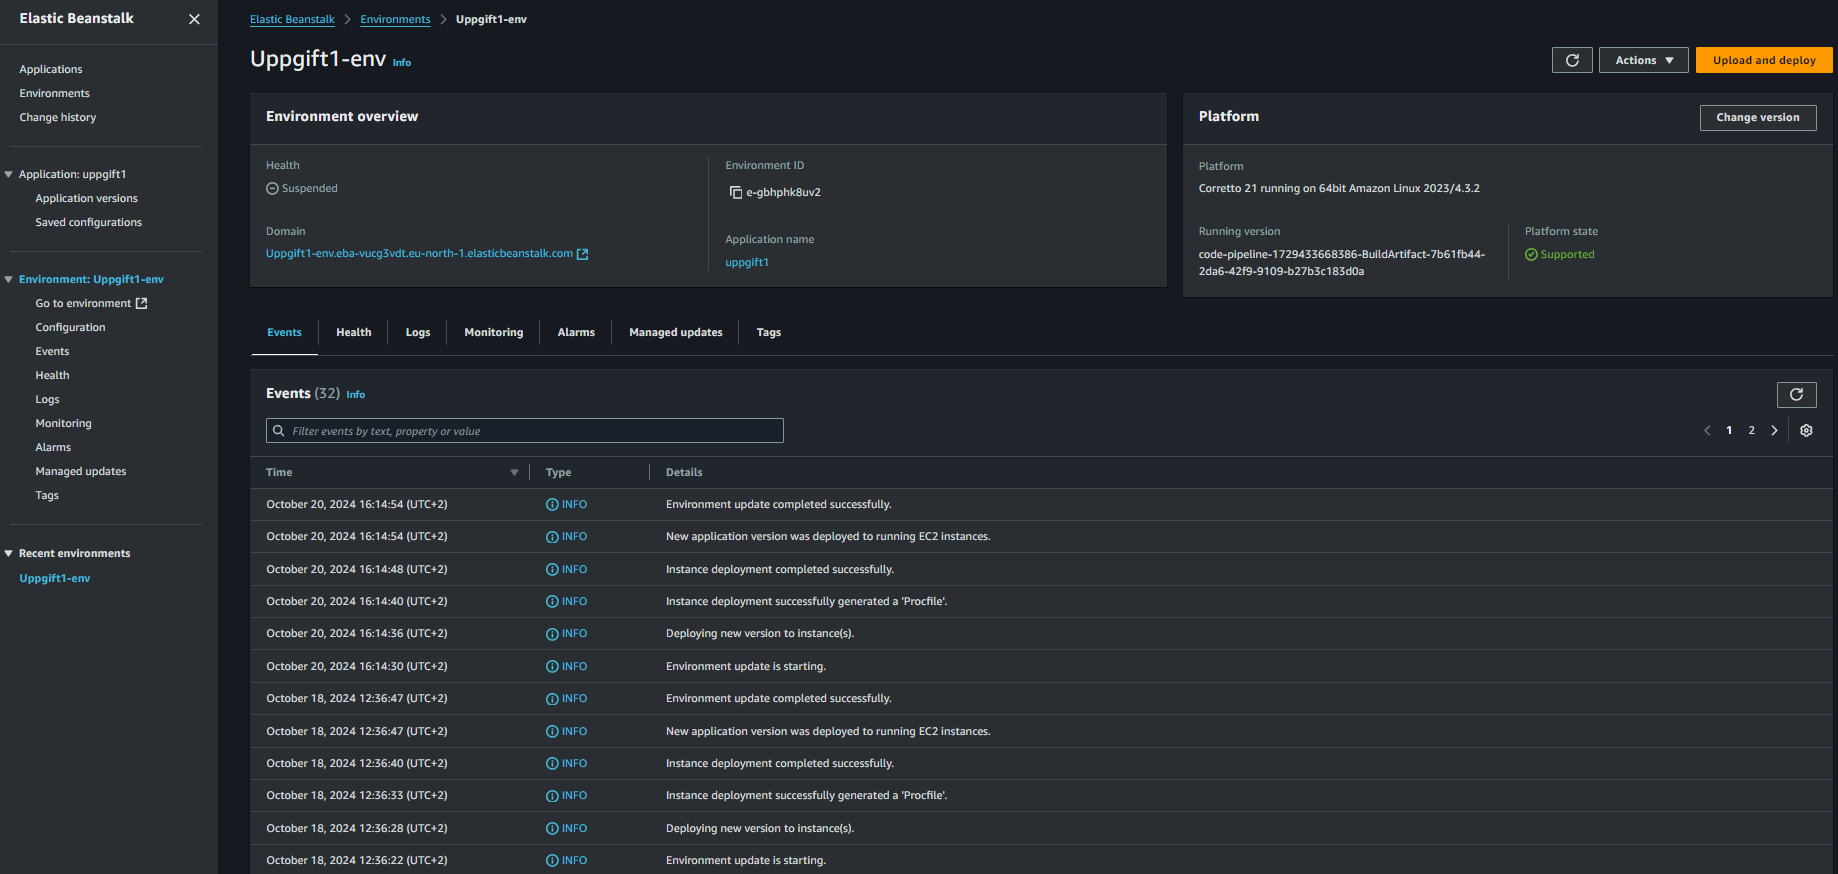 Elastic Beanstalk
Applications
Environments
Change history
Application: uppgift1
Application versions
Saved configurations
Environment: Uppgift1-env
Go to environment
Configuration
Events
Health
Logs
Monitoring
Alarms
Managed updates
Tags
Recent environments
Uppgift1-env
Elastic Beanstalk > Environments > Uppgift1-env
Uppgift1-env Info
Actions
Upload and deploy
Environment overview
Health
Suspended
Domain
Uppgift1-env.eba-vucg3vdt.eu-north-1.elasticbeanstalk.com
Environment ID
e-gbhphk8uv2
Application name
uppgift1
Platform
Change version
Platform
Corretto 21 running on 64bit Amazon Linux 2023/4.3.2
Running version
code-pipeline-1729433668386-BuildArtifact-7b61fb44-
2da6-42f9-9109-b27b3c183d0a
Platform state
Supported
Events Health Logs Monitoring Alarms Managed updates Tags
Events (32) Info
Filter events by text, property or value
1 2
Time Type Details
October 20, 2024 16:14:54 (UTC+2) INFO Environment update completed successfully.
October 20, 2024 16:14:54 (UTC+2) INFO New application version was deployed to running EC2 instances.
October 20, 2024 16:14:48 (UTC+2) INFO Instance deployment completed successfully.
October 20, 2024 16:14:40 (UTC+2) INFO Instance deployment successfully generated a 'Procfile'.
October 20, 2024 16:14:36 (UTC+2) INFO Deploying new version to instance(s).
October 20, 2024 16:14:30 (UTC+2) INFO Environment update is starting.
October 18, 2024 12:36:47 (UTC+2) INFO Environment update completed successfully.
October 18, 2024 12:36:47 (UTC+2) INFO New application version was deployed to running EC2 instances.
October 18, 2024 12:36:40 (UTC+2) INFO Instance deployment completed successfully.
October 18, 2024 12:36:33 (UTC+2) INFO Instance deployment successfully generated a 'Procfile'.
October 18, 2024 12:36:28 (UTC+2) INFO Deploying new version to instance(s).
October 18, 2024 12:36:22 (UTC+2) INFO Environment update is starting.